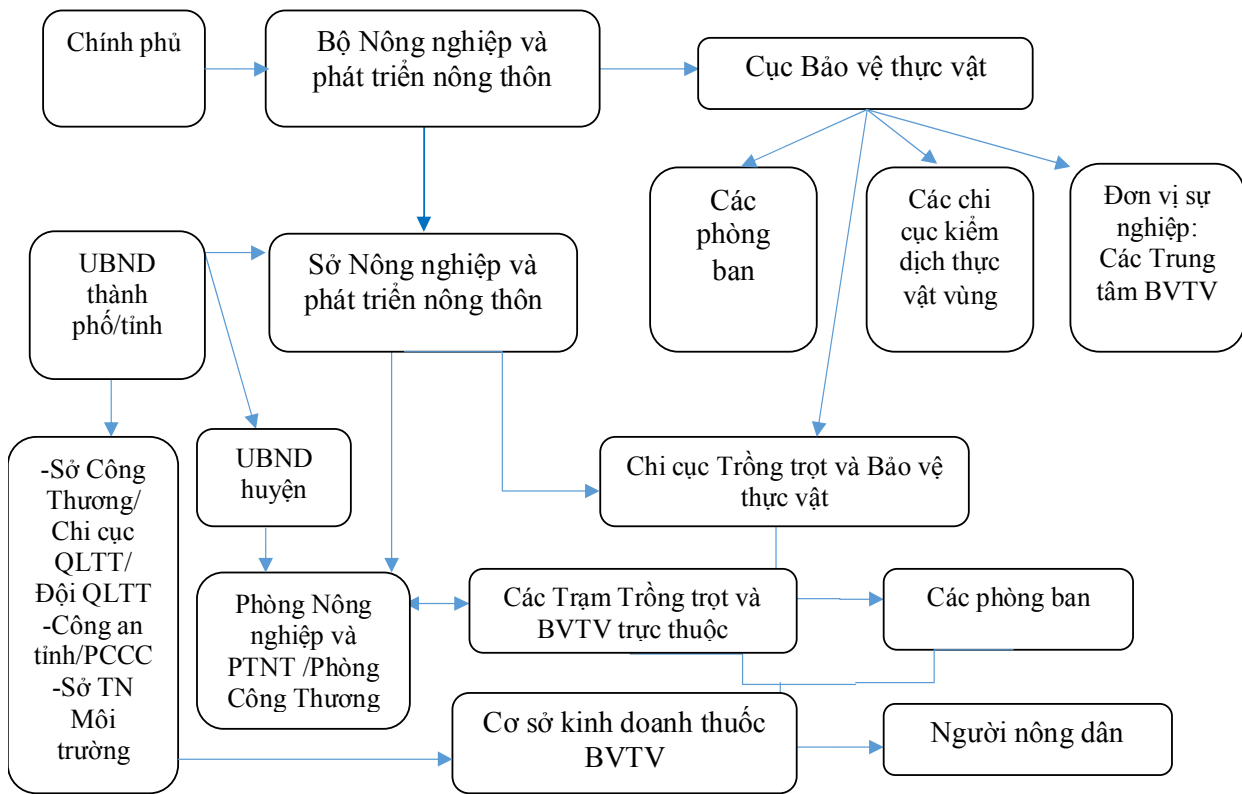 Chính phủ
Bộ Nông nghiệp và
phát triển nông thôn
Cục Bảo vệ thực vật
Các
phòng
ban
Các chi
cục kiểm
dịch thực
vật vùng
Đơn vị sự
nghiệp:
Các Trung
tâm BVTV
UBND
thành
phố/tỉnh
Sở Nông nghiệp và
phát triển nông thôn
-Sở Công
Thương/
Chi cục
QLTT/
Đội QLTT
-Công an
tỉnh/PCCC
-Sở TN
Môi
trường
UBND
huyện
Chi cục Trồng trọt và Bảo vệ
thực vật
Phòng Nông
nghiệp và
PTNT /Phòng
Công Thương
Các Trạm Trồng trọt và
BVTV trực thuộc
Các phòng ban
Cơ sở kinh doanh thuốc
BVTV
Người nông dân